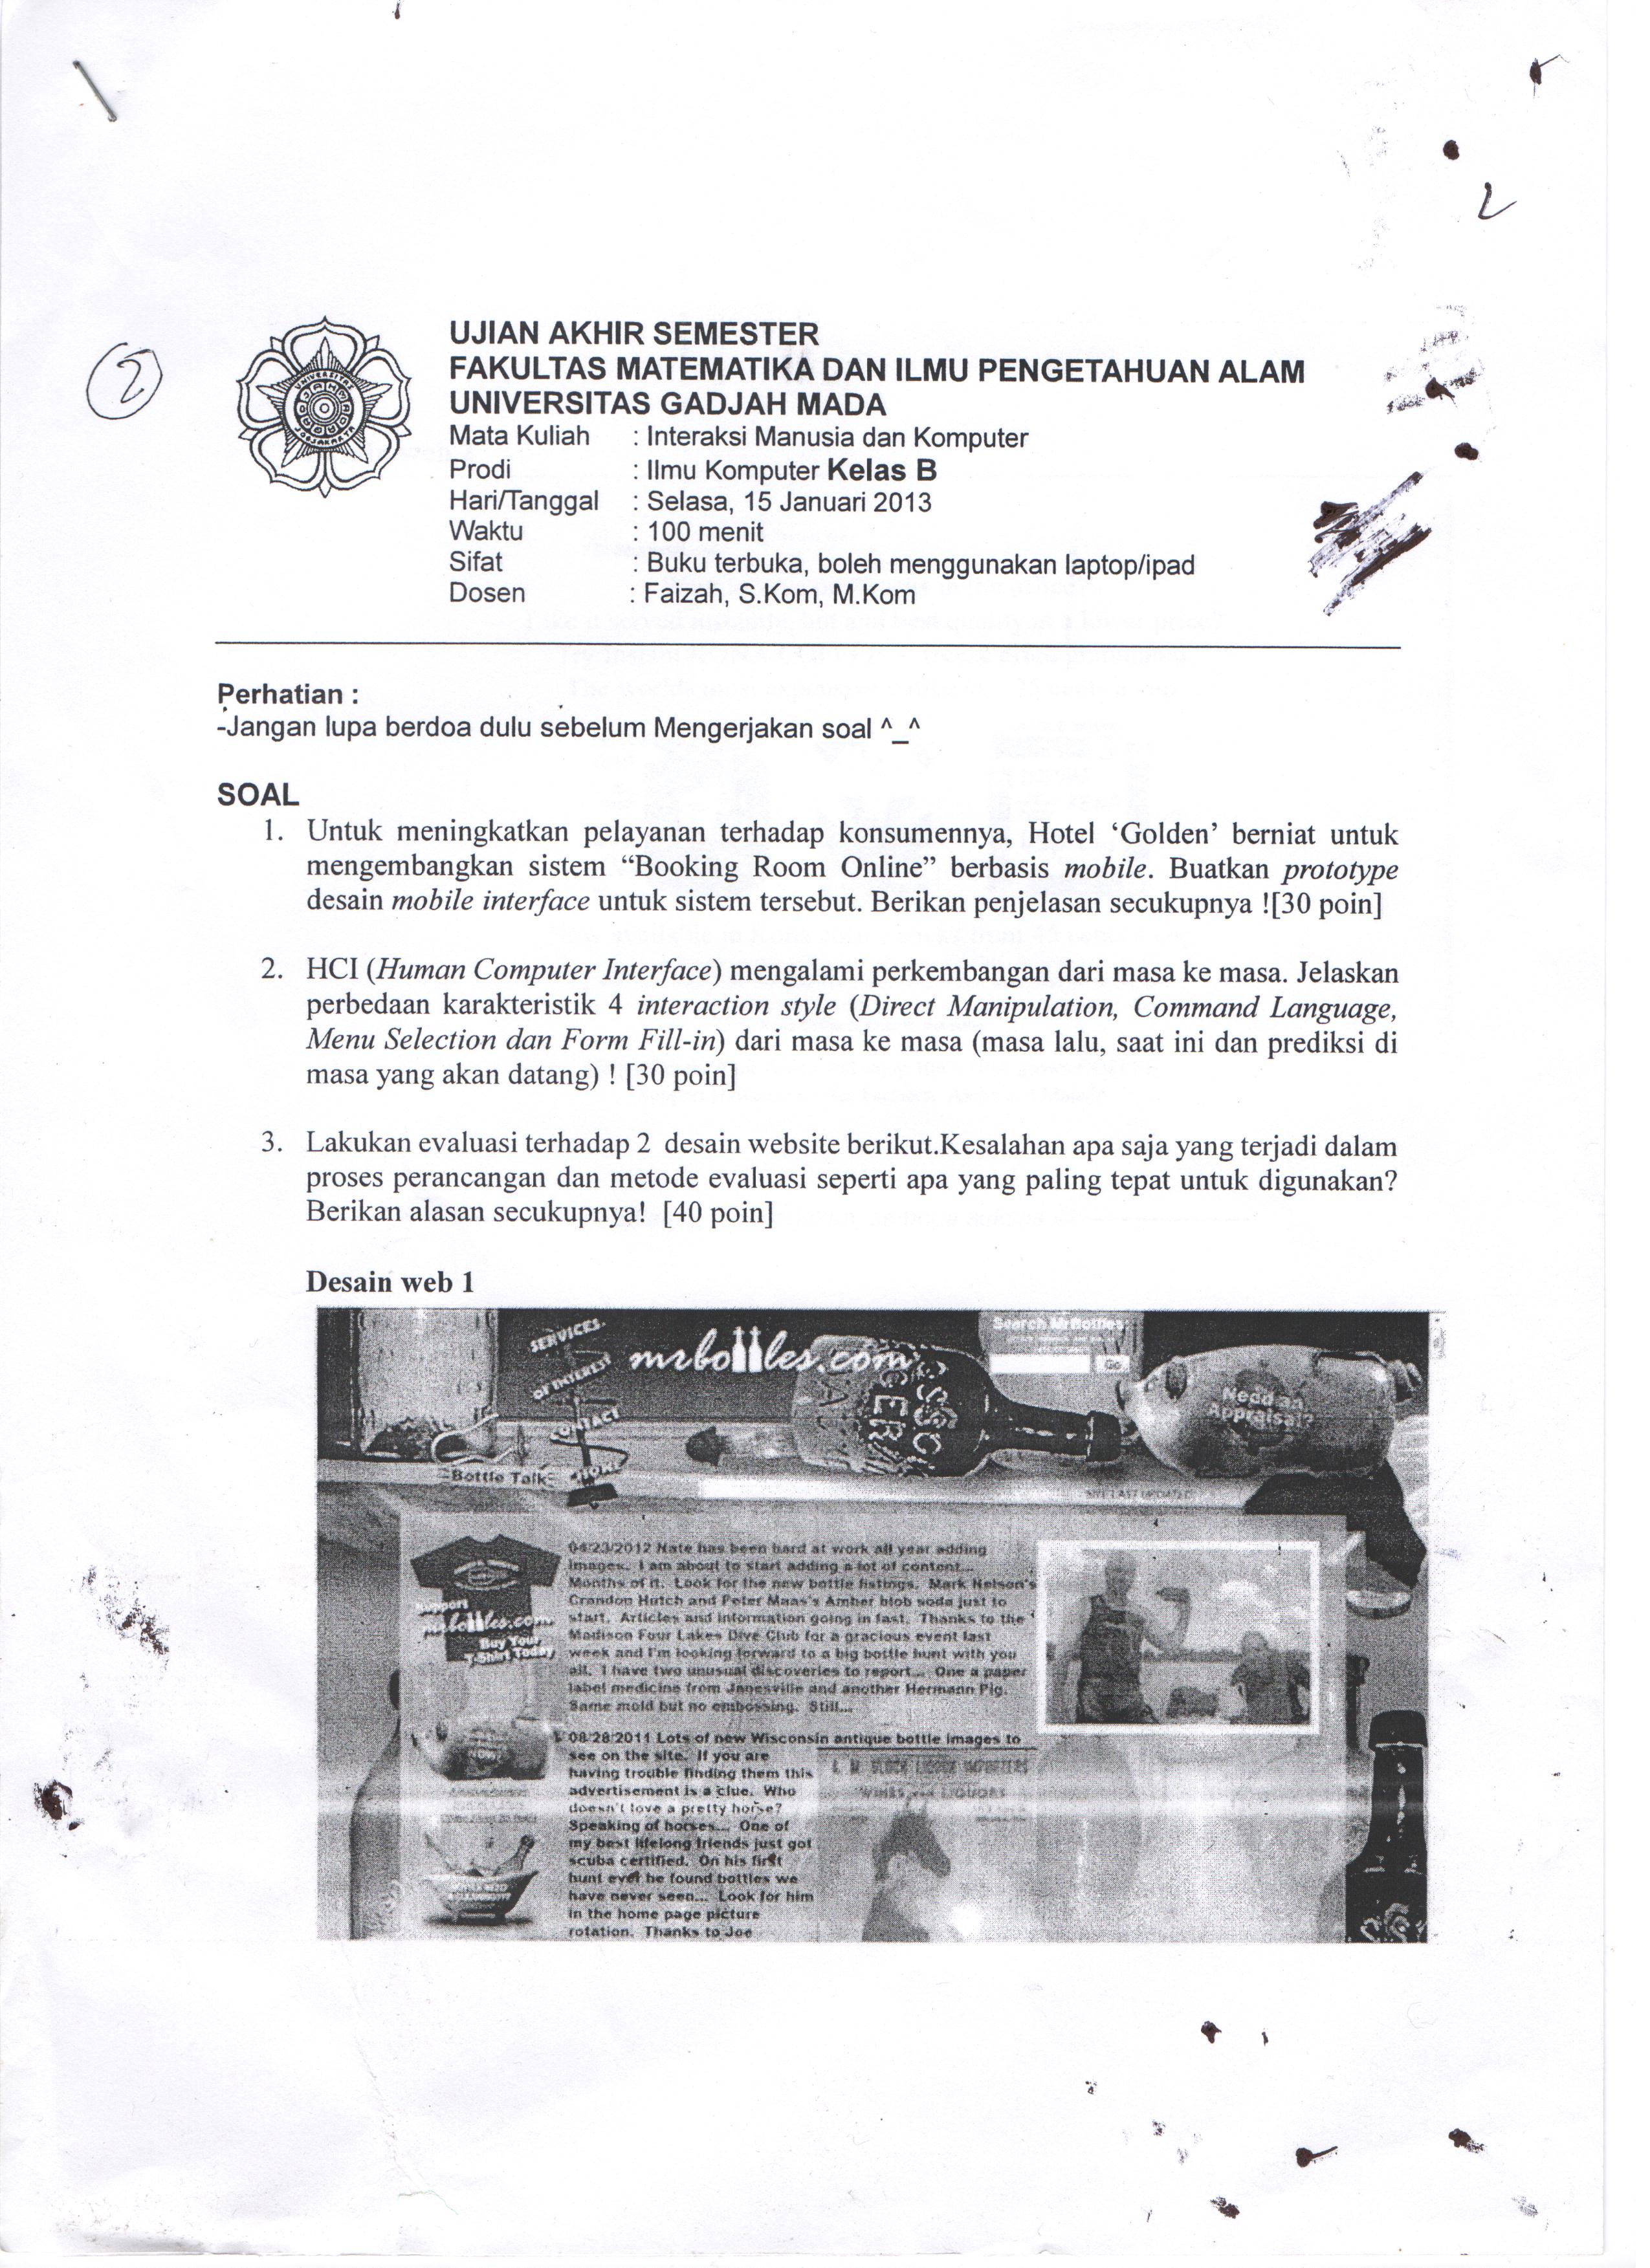 2
2
UJIAN AKHIR SEMESTER
FAKULTAS MATEMATIKA DAN ILMU PENGETAHUAN ALAM
UNIVERSITAS GADJAH MADA
Mata Kuliah : Interaksi Manusia dan Komputer
Prodi : Ilmu Komputer Kelas B
Hari/Tanggal : Selasa, 15 Januari 2013
Waktu : 100 menit
Sifat : Buku terbuka, boleh menggunakan laptop/ipad
Dosen : Faizah, S.Kom, M.Kom
Perhatian :
-Jangan lupa berdoa dulu sebelum Mengerjakan soal ^_^
SOAL
1. Untuk meningkatkan pelayanan terhadap konsumennya, Hotel ‘Golden’ berniat untuk
mengembangkan sistem “Booking Room Online” berbasis mobile. Buatkan prototype
desain mobile interface untuk sistem tersebut. Berikan penjelasan secukupnya ![30 poin]
2. HCI (Human Computer Interface) mengalami perkembangan dari masa ke masa. Jelaskan
perbedaan karakteristik 4 interaction style (Direct Manipulation, Command Language,
Menu Selection dan Form Fill-in) dari masa ke masa (masa lalu, saat ini dan prediksi di
masa yang akan datang) ! [30 poin]
3. Lakukan evaluasi terhadap 2 desain website berikut.Kesalahan apa saja yang terjadi dalam
proses perancangan dan metode evaluasi seperti apa yang paling tepat untuk digunakan?
Berikan alasan secukupnya! [40 poin]
Desain web 1
SERVICES
OF INTEREST
CONTACT
HOME
mrbottles.com
Search MrBottles
Go
Need an
Appraisal?
Bottle Talk
SITE LAST UPDATED
Support
mrbottles.com
Buy Your
T-Shirt Today
04/23/2012 Nate has been hard at work all year adding
images. I am about to start adding a lot of content...
Months of it. Look for the new bottle listings. Mark Nelson's
Grandon Hutch and Peter Maas's Amber blob soda just to
start. Articles and information going in fast. Thanks to the
Madison Four Lakes Dive Club for a gracious event last
week and I'm looking forward to a big bottle hunt with you
all. I have two unusual discoveries to report... One a paper
label medicine from Janesville and another Hermann Pig.
Same mold but no embossing. Still...
08/28/2011 Lots of new Wisconsin antique bottle images to
see on the site. If you are
having trouble finding them this
advertisement is a clue. Who
doesn't love a pretty horse?
Speaking of horses... One of
my best lifelong friends just got
scuba certified. On his first
hunt ever he found bottles we
have never seen... Look for him
in the home page picture
rotation. Thanks to Joe